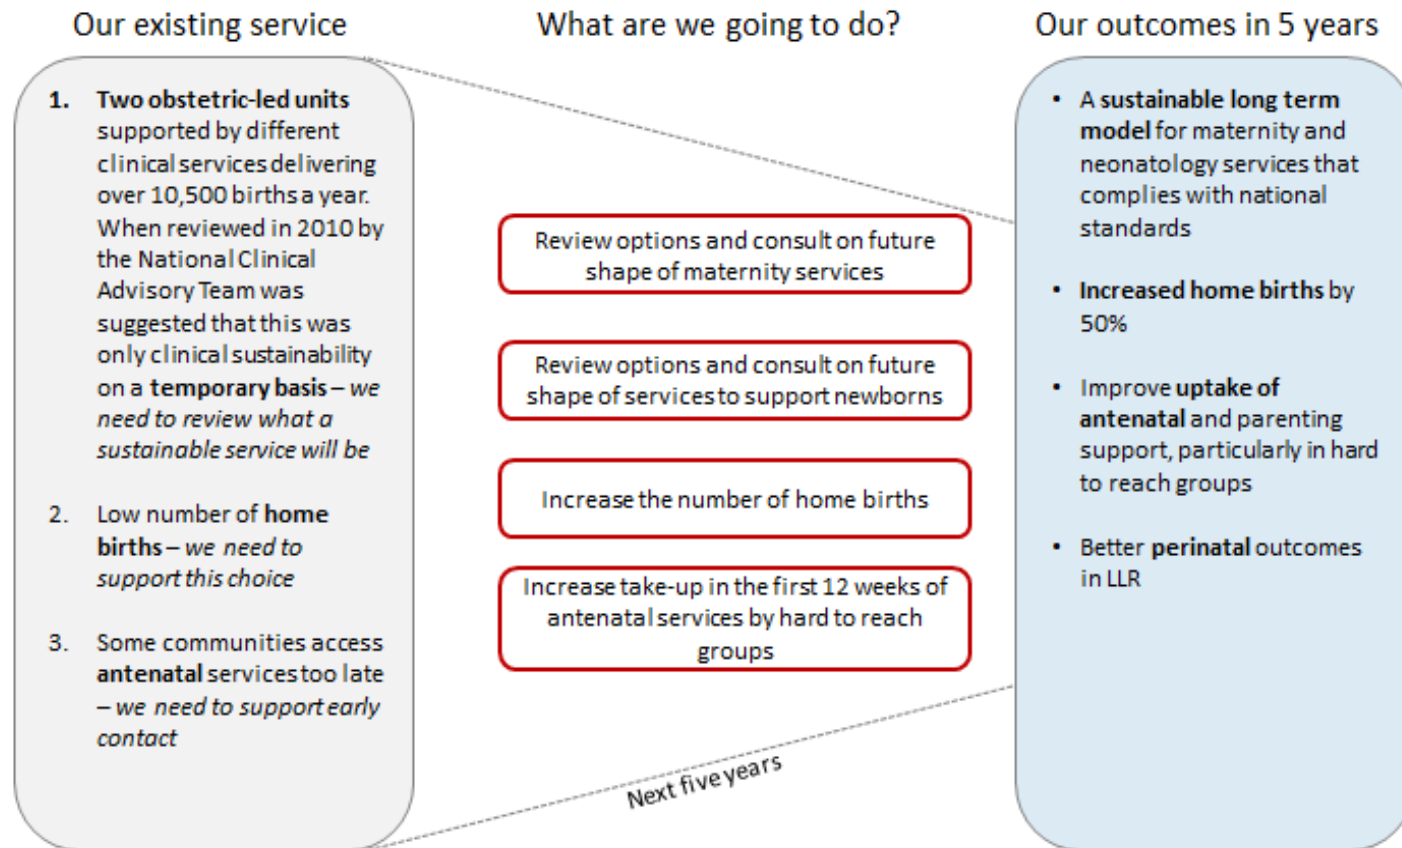 Our existing service
1. Two obstetric-led units
supported by different
clinical services delivering
over 10,500 births a year.
When reviewed in 2010 by
the National Clinical
Advisory Team was
suggested that this was
only clinical sustainability
on a temporary basis – we
need to review what a
sustainable service will be
2. Low number of home
births – we need to
support this choice
3. Some communities access
antenatal services too late
– we need to support early
contact
What are we going to do?
Review options and consult on future
shape of maternity services
Review options and consult on future
shape of services to support newborns
Increase the number of home births
Increase take-up in the first 12 weeks of
antenatal services by hard to reach
groups
Next five years
Our outcomes in 5 years
• A sustainable long term
model for maternity and
neonatology services that
complies with national
standards
• Increased home births by
50%
• Improve uptake of
antenatal and parenting
support, particularly in hard
to reach groups
• Better perinatal outcomes
in LLR